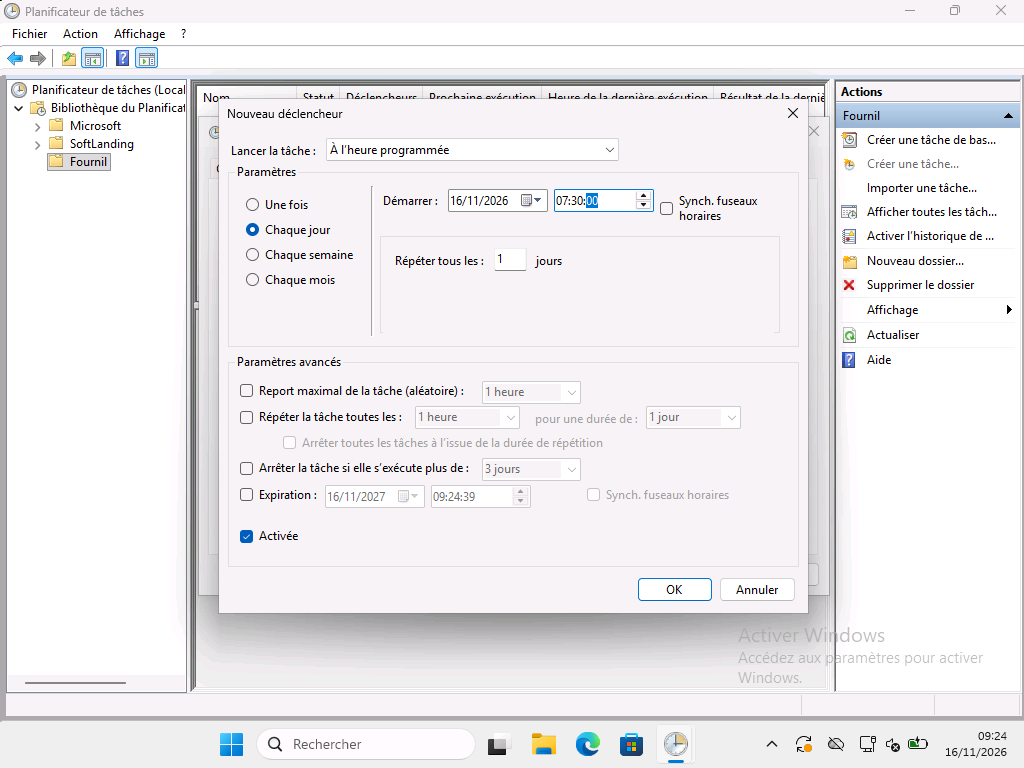 Planificateur de tâches
Fichier Action Affichage ?
Planificateur de tâches (Local
Bibliothèque du Planificat
Microsoft
SoftLanding
Fournil
Nom Statut Déclencheurs Prochaine exécution Heure de la dernière exécution Résultat de la derniè
Nouveau déclencheur
Lancer la tâche : À l'heure programmée
Paramètres
Une fois
Chaque jour
Chaque semaine
Chaque mois
Démarrer : 16/11/2026 07:30:00 Synch. fuseaux
horaires
Répéter tous les : 1 jours
Paramètres avancés
Report maximal de la tâche (aléatoire) : 1 heure
Répéter la tâche toutes les : 1 heure pour une durée de : 1 jour
Arrêter toutes les tâches à l'issue de la durée de répétition
Arrêter la tâche si elle s'exécute plus de : 3 jours
Expiration : 16/11/2027 09:24:39 Synch. fuseaux horaires
Activée
OK Annuler
Actions
Fournil
Créer une tâche de bas...
Créer une tâche...
Importer une tâche...
Afficher toutes les tâch...
Activer l'historique de ...
Nouveau dossier...
Supprimer le dossier
Affichage
Actualiser
Aide
Activer Windows
Accédez aux paramètres pour activer
Windows.
Rechercher
09:24
16/11/2026